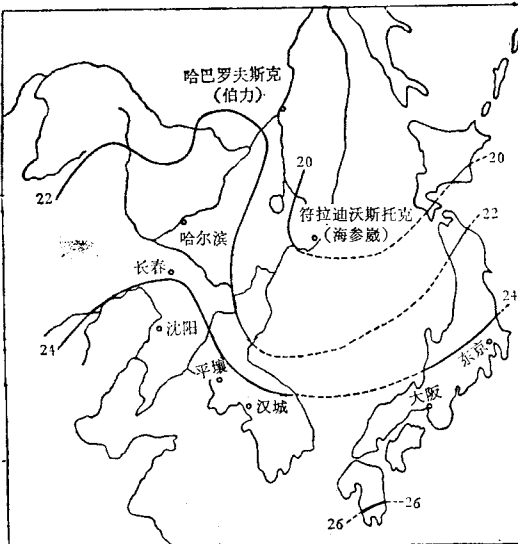 哈巴罗夫斯克
（伯力）
20
20
22
符拉迪沃斯托克
（海参崴）
22
哈尔滨
长春
24
24
沈阳
东京
平壤
大阪
汉城
26
26